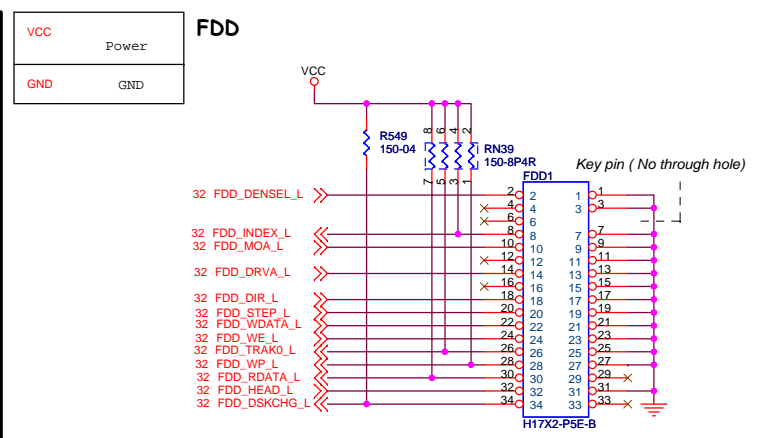 VCC
Power
FDD
GND
GND
VCC
R549
150-04
8 6 4 2
RN39
150-8P4R
7 5 3 1
Key pin ( No through hole)
FDD1
32 FDD_DENSEL_L 2 2 1 1
4 4 3 3
6 6
32 FDD_INDEX_L 8 8 7 7
32 FDD_MOA_L 10 10 9 9
12 12 11 11
32 FDD_DRVA_L 14 14 13 13
16 16 15 15
32 FDD_DIR_L 18 18 17 17
32 FDD_STEP_L 20 20 19 19
32 FDD_WDATA_L 22 22 21 21
32 FDD_WE_L 24 24 23 23
32 FDD_TRAK0_L 26 26 25 25
32 FDD_WP_L 28 28 27 27
32 FDD_RDATA_L 30 30 29 29
32 FDD_HEAD_L 32 32 31 31
32 FDD_DSKCHG_L 34 34 33 33
H17X2-P5E-B